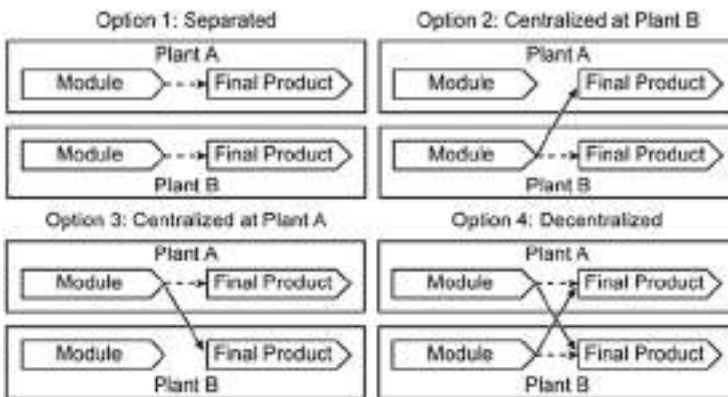 Option 1: Separated
Plant A
Module Final Product
Module Final Product
Plant B
Option 2: Centralized at Plant B
Plant A
Module Final Product
Module Final Product
Plant B
Option 3: Centralized at Plant A
Plant A
Module Final Product
Module Final Product
Plant B
Option 4: Decentralized
Plant A
Module Final Product
Module Final Product
Plant B